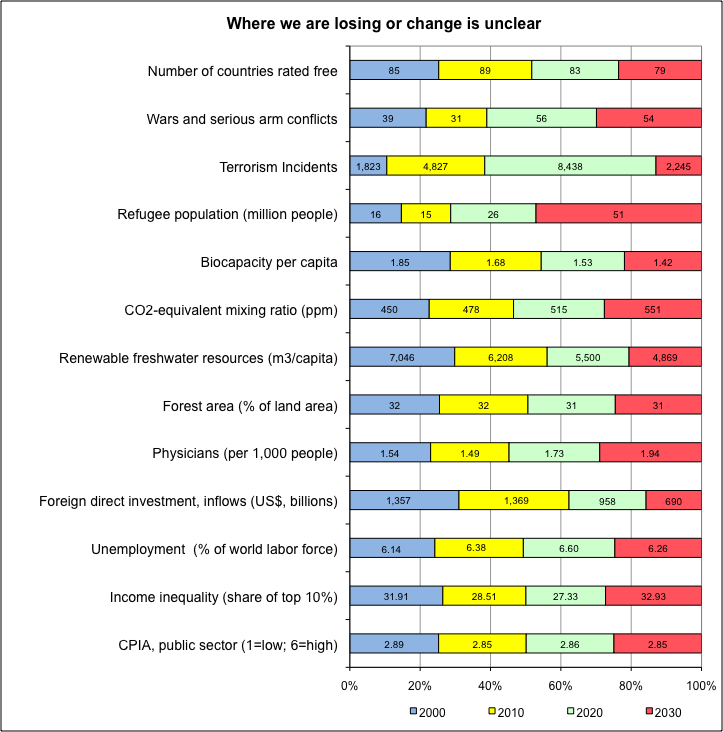 Where we are losing or change is unclear
Number of countries rated free 85 89 83 79
Wars and serious arm conflicts 39 31 56 54
Terrorism Incidents 1,823 4,827 8,438 2,245
Refugee population (million people) 16 15 26 51
Biocapacity per capita 1.85 1.68 1.53 1.42
CO2-equivalent mixing ratio (ppm) 450 478 515 551
Renewable freshwater resources (m3/capita) 7,046 6,208 5,500 4,869
Forest area (% of land area) 32 32 31 31
Physicians (per 1,000 people) 1.54 1.49 1.73 1.94
Foreign direct investment, inflows (US$, billions) 1,357 1,369 958 690
Unemployment (% of world labor force) 6.14 6.38 6.60 6.26
Income inequality (share of top 10%) 31.91 28.51 27.33 32.93
CPIA, public sector (1=low; 6=high) 2.89 2.85 2.86 2.85
0% 20% 40% 60% 80% 100%
2000 2010 2020 2030